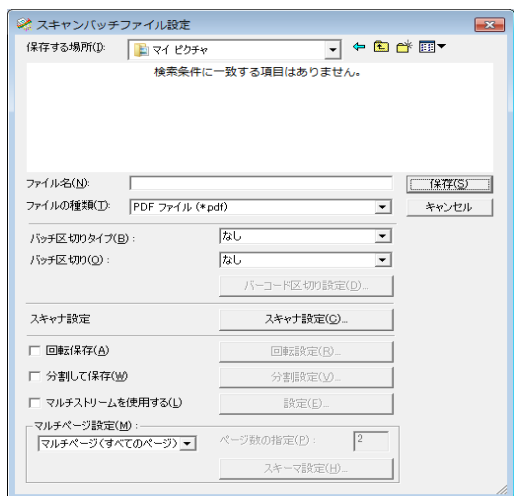 スキャンバッチファイル設定
保存する場所(I):
マイ ピクチャ
検索条件に一致する項目はありません。
ファイル名(N):
保存(S)
ファイルの種類(T):
PDF ファイル (*pdf)
キャンセル
バッチ区切りタイプ(B) :
なし
バッチ区切り(O) :
なし
バーコード区切り設定(D)...
スキャナ設定
スキャナ設定(C)...
回転保存(A)
回転設定(R)...
分割して保存(W)
分割設定(V)...
マルチストリームを使用する(L)
設定(E)...
マルチページ設定(M) :
マルチページ(すべてのページ)
ページ数の指定(P) :
2
スキーマ設定(H)...